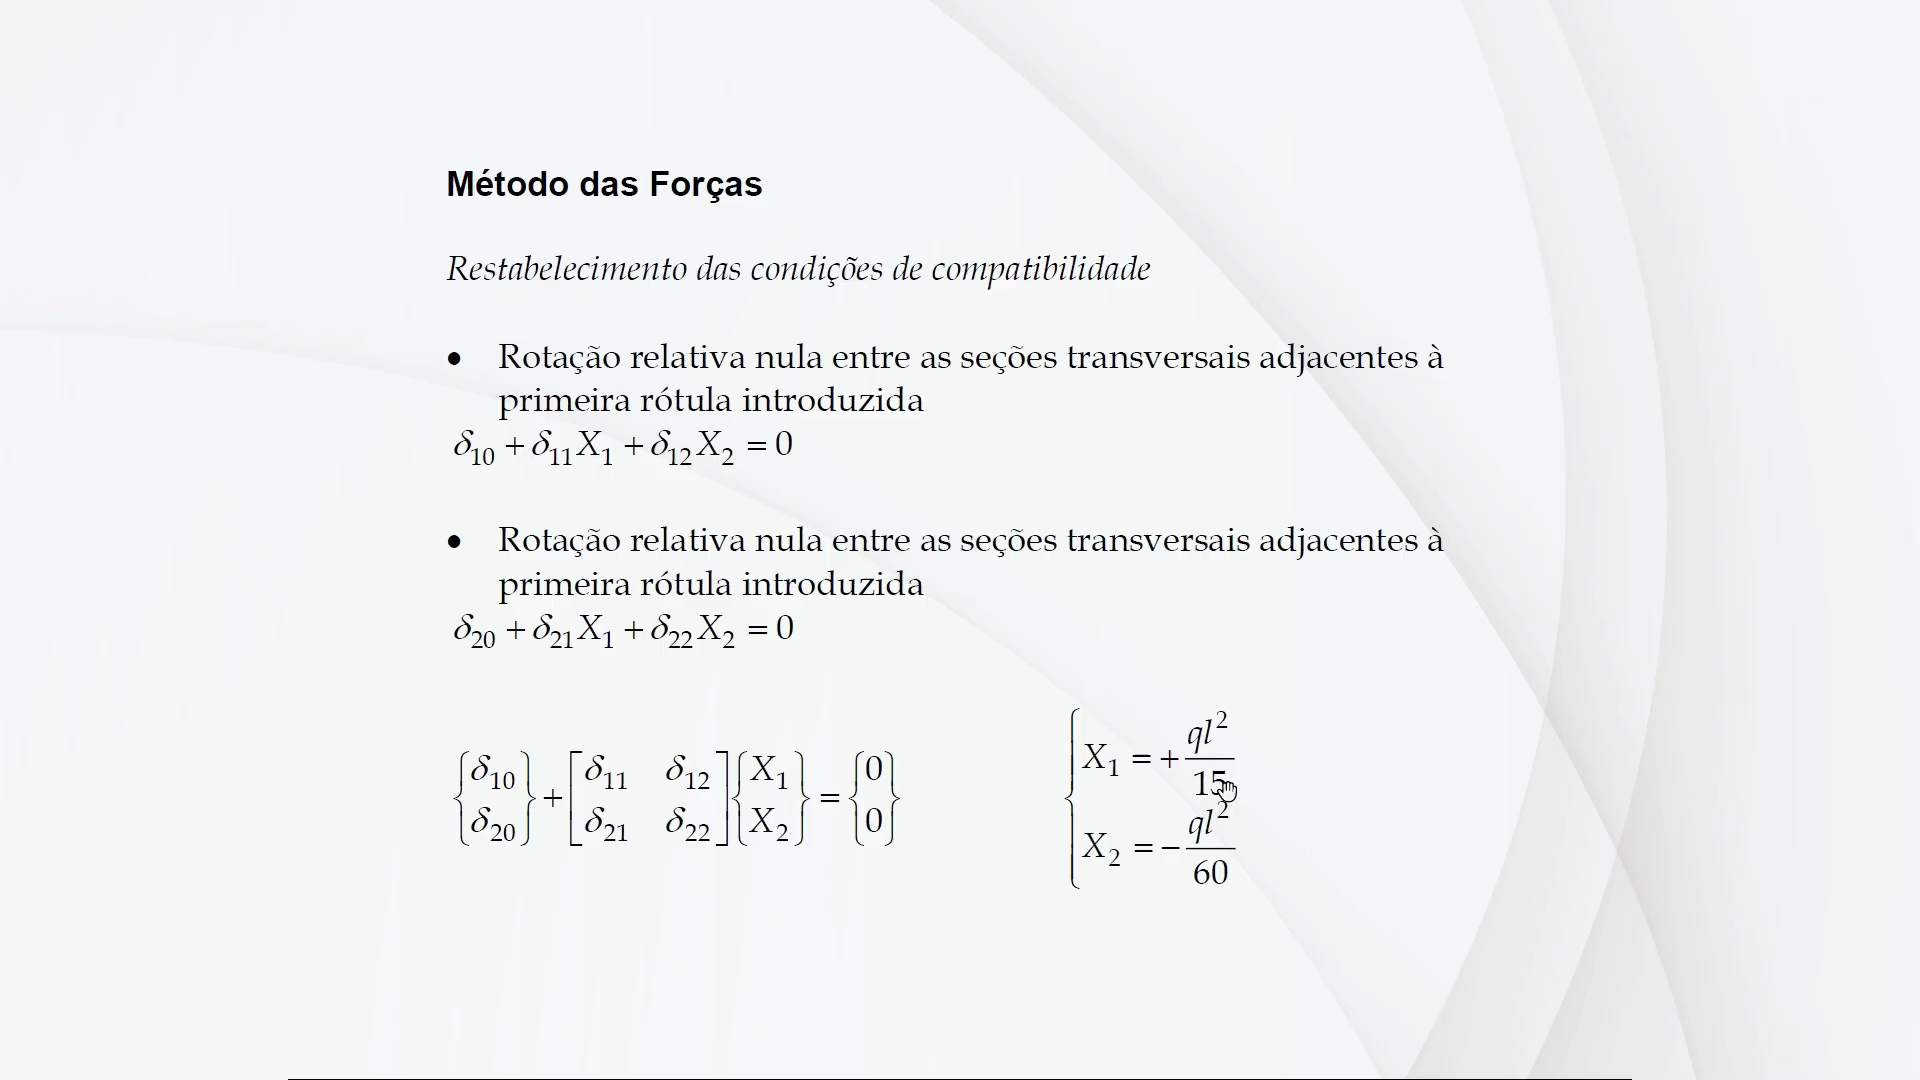 Método das Forças
Restabelecimento das condições de compatibilidade
• Rotação relativa nula entre as seções transversais adjacentes à
primeira rótula introduzida
δ₁₀ + δ₁₁X₁ + δ₁₂X₂ = 0
• Rotação relativa nula entre as seções transversais adjacentes à
primeira rótula introduzida
δ₂₀ + δ₂₁X₁ + δ₂₂X₂ = 0
{δ₁₀ δ₂₀} + [δ₁₁ δ₁₂ δ₂₁ δ₂₂] {X₁ X₂} = {0 0}
X₁ = + ql² / 15
X₂ = − ql² / 60